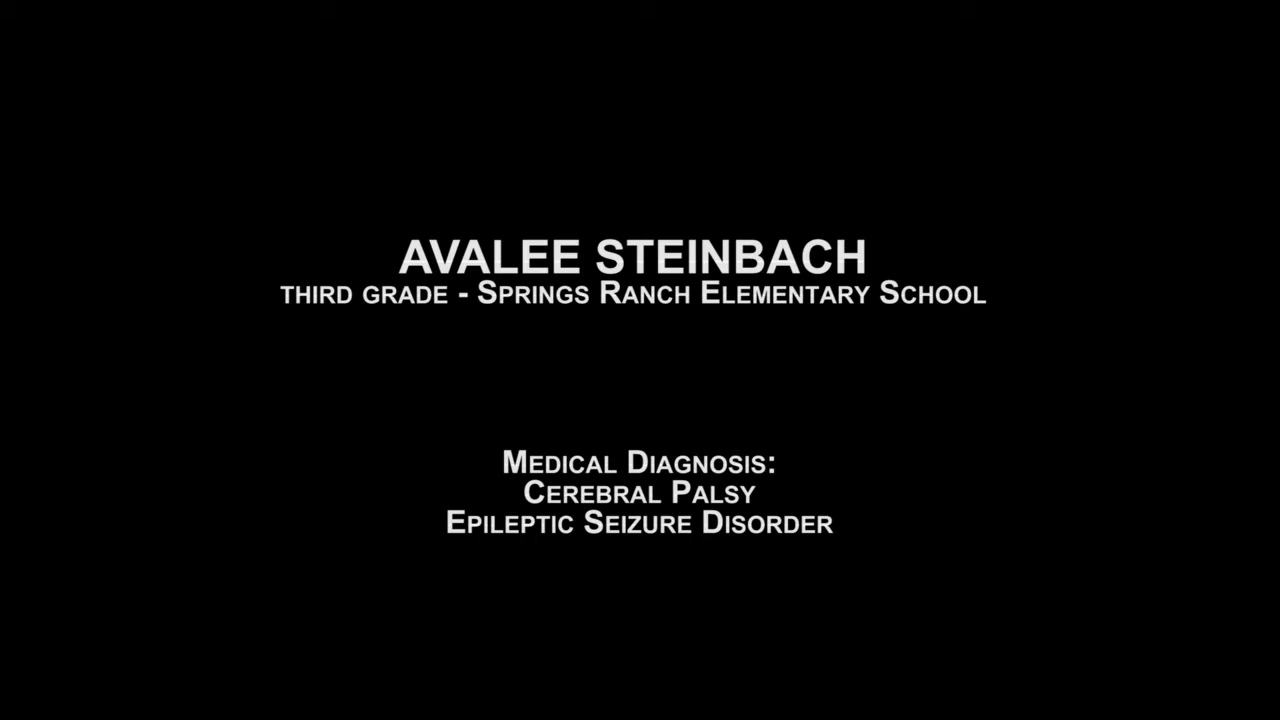 AVALEE STEINBACH
THIRD GRADE - SPRINGS RANCH ELEMENTARY SCHOOL
MEDICAL DIAGNOSIS:
CEREBRAL PALSY
EPILEPTIC SEIZURE DISORDER